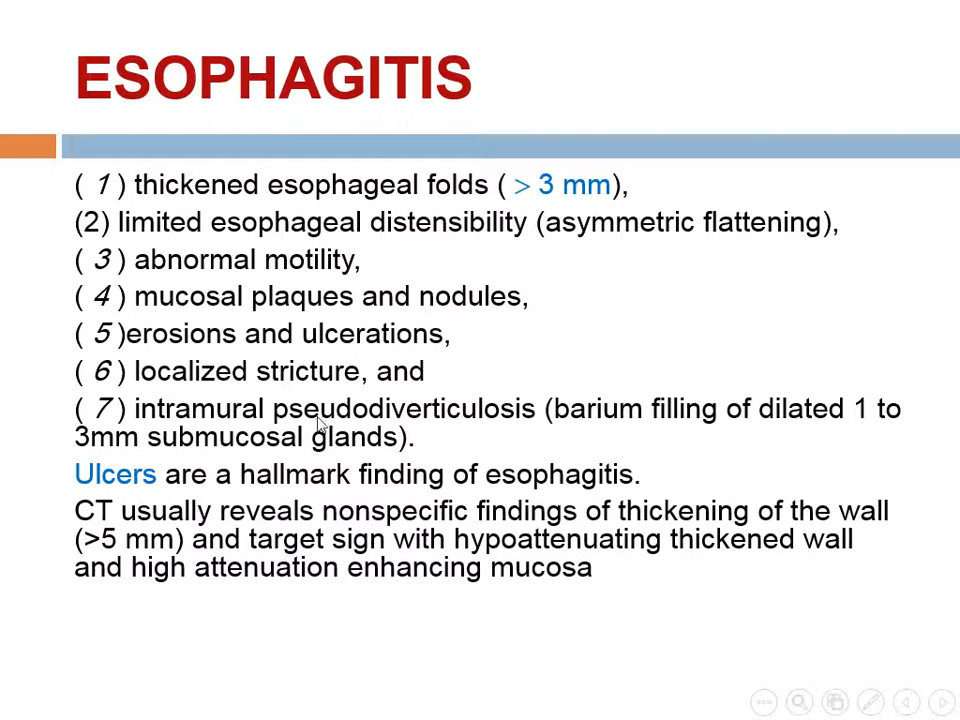 ESOPHAGITIS
( 1 ) thickened esophageal folds ( > 3 mm),
(2) limited esophageal distensibility (asymmetric flattening),
( 3 ) abnormal motility,
( 4 ) mucosal plaques and nodules,
( 5 )erosions and ulcerations,
( 6 ) localized stricture, and
( 7 ) intramural pseudodiverticulosis (barium filling of dilated 1 to
3mm submucosal glands).
Ulcers are a hallmark finding of esophagitis.
CT usually reveals nonspecific findings of thickening of the wall
(>5 mm) and target sign with hypoattenuating thickened wall
and high attenuation enhancing mucosa